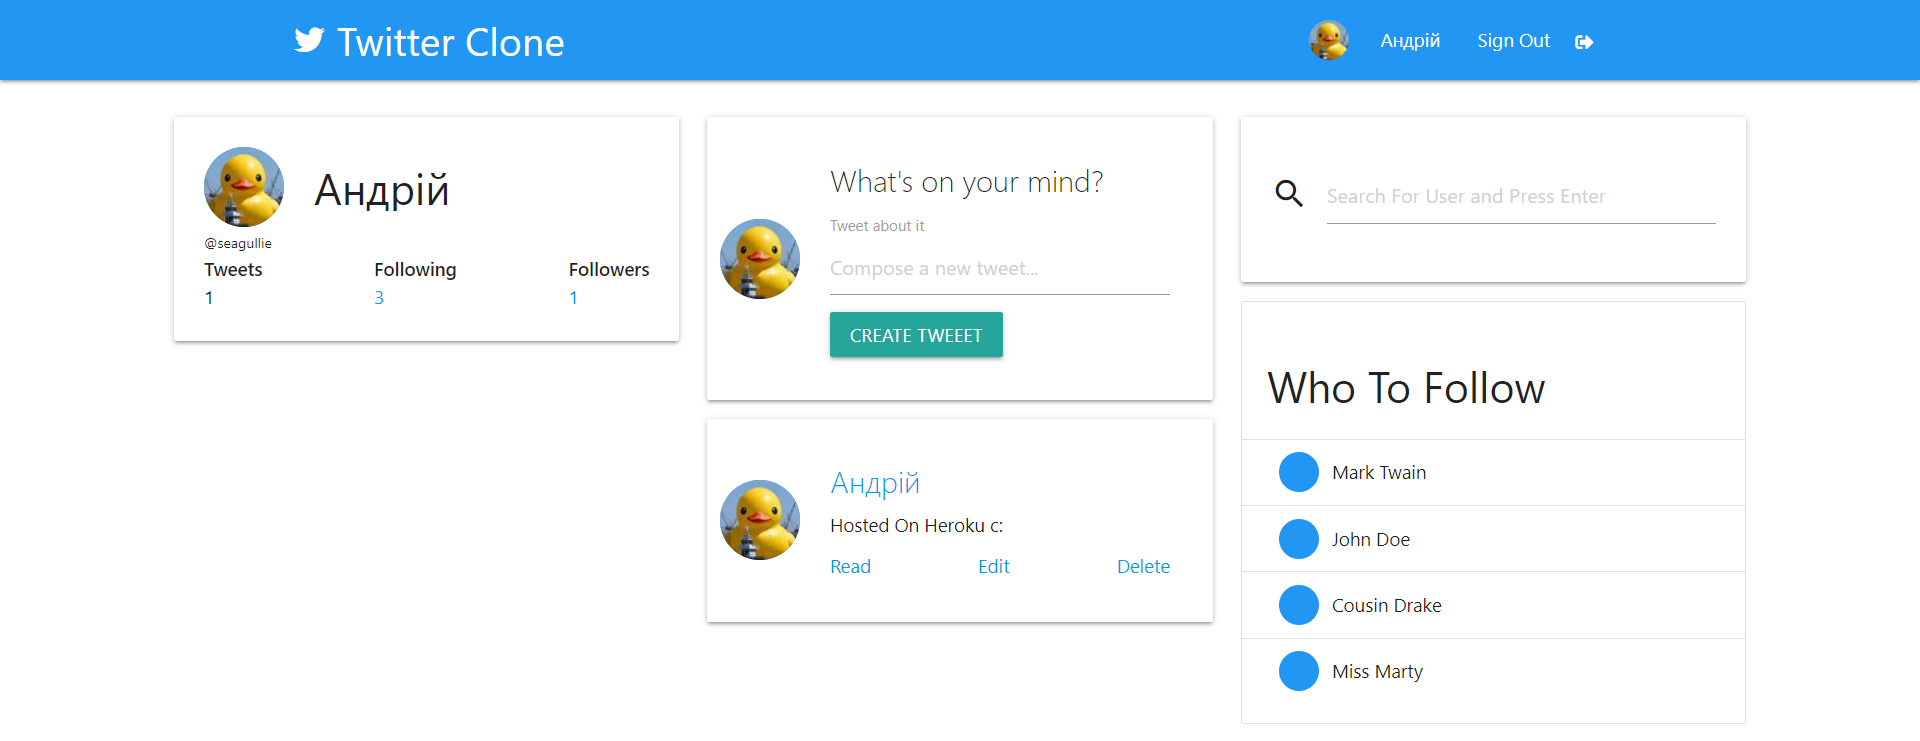 Twitter Clone
Андрій Sign Out
Андрій
@seagullie
Tweets Following Followers
1 3 1
What's on your mind?
Tweet about it
Compose a new tweet...
CREATE TWEEET
Андрій
Hosted On Heroku c:
Read Edit Delete
Search For User and Press Enter
Who To Follow
Mark Twain
John Doe
Cousin Drake
Miss Marty